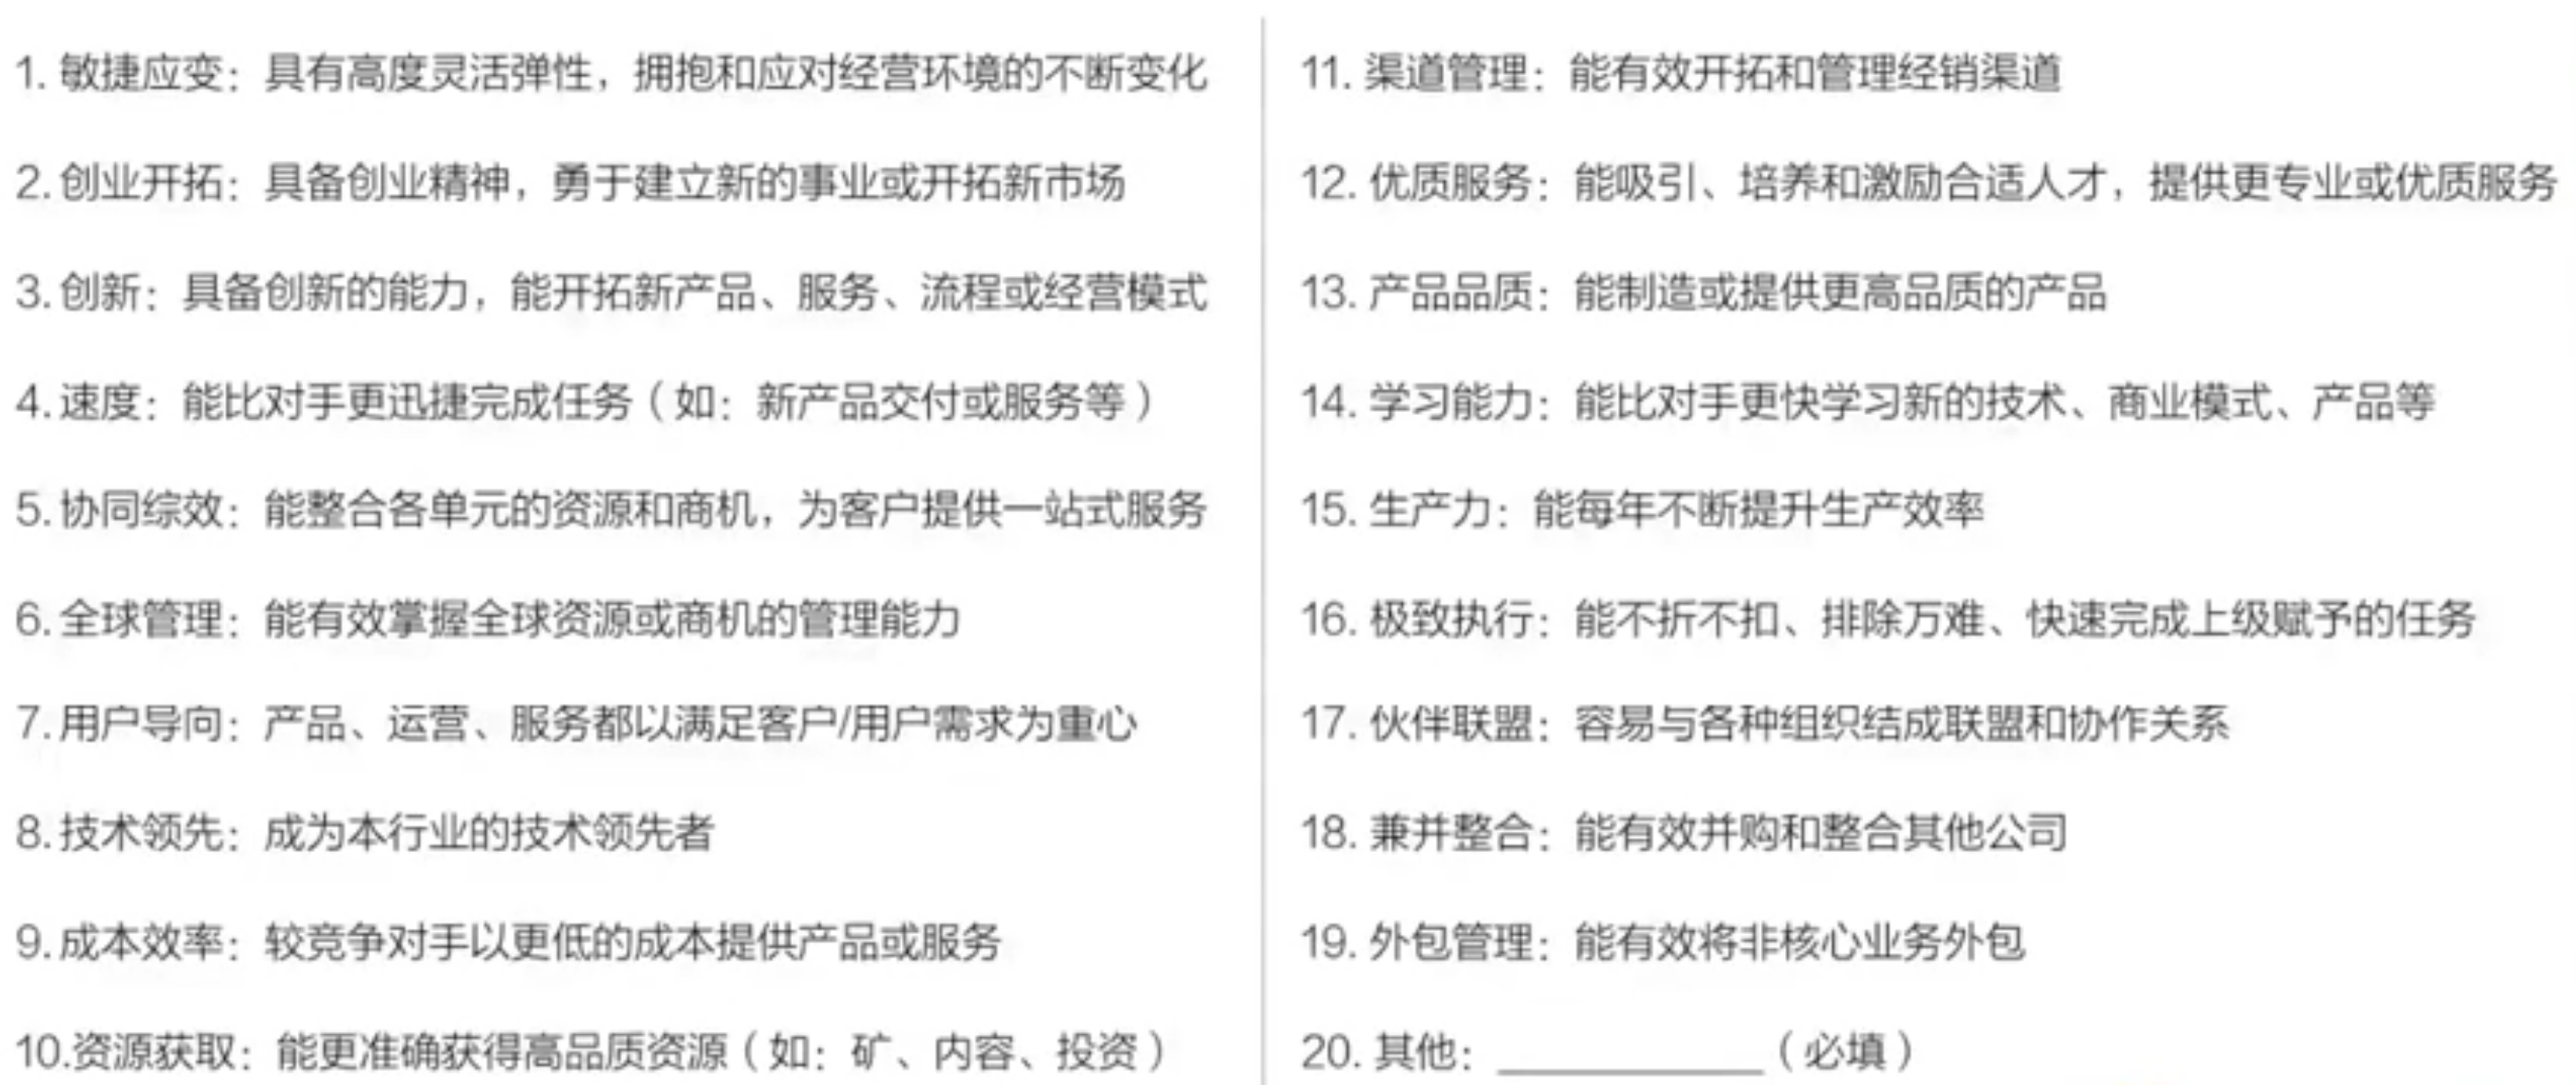 1. 敏捷应变：具有高度灵活弹性，拥抱和应对经营环境的不断变化
2. 创业开拓：具备创业精神，勇于建立新的事业或开拓新市场
3. 创新：具备创新的能力，能开拓新产品、服务、流程或经营模式
4. 速度：能比对手更迅捷完成任务（如：新产品交付或服务等）
5. 协同综效：能整合各单元的资源和商机，为客户提供一站式服务
6. 全球管理：能有效掌握全球资源或商机的管理能力
7. 用户导向：产品、运营、服务都以满足客户/用户需求为重心
8. 技术领先：成为本行业的技术领先者
9. 成本效率：较竞争对手以更低的成本提供产品或服务
10.资源获取：能更准确获得高品质资源（如：矿、内容、投资）
11. 渠道管理：能有效开拓和管理经销渠道
12. 优质服务：能吸引、培养和激励合适人才，提供更专业或优质服务
13. 产品品质：能制造或提供更高品质的产品
14. 学习能力：能比对手更快学习新的技术、商业模式、产品等
15. 生产力：能每年不断提升生产效率
16. 极致执行：能不折不扣、排除万难、快速完成上级赋予的任务
17. 伙伴联盟：容易与各种组织结成联盟和协作关系
18. 兼并整合：能有效并购和整合其他公司
19. 外包管理：能有效将非核心业务外包
20. 其他：____________（必填）